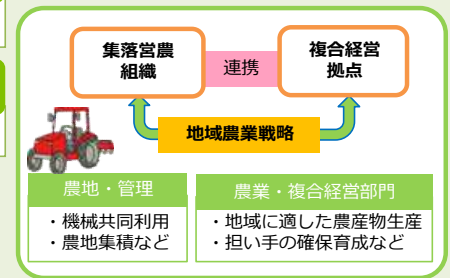 集落営農
組織
連携
複合経営
拠点
地域農業戦略
農地・管理
・機械共同利用
・農地集積など
農業・複合経営部門
・地域に適した農産物生産
・担い手の確保育成など